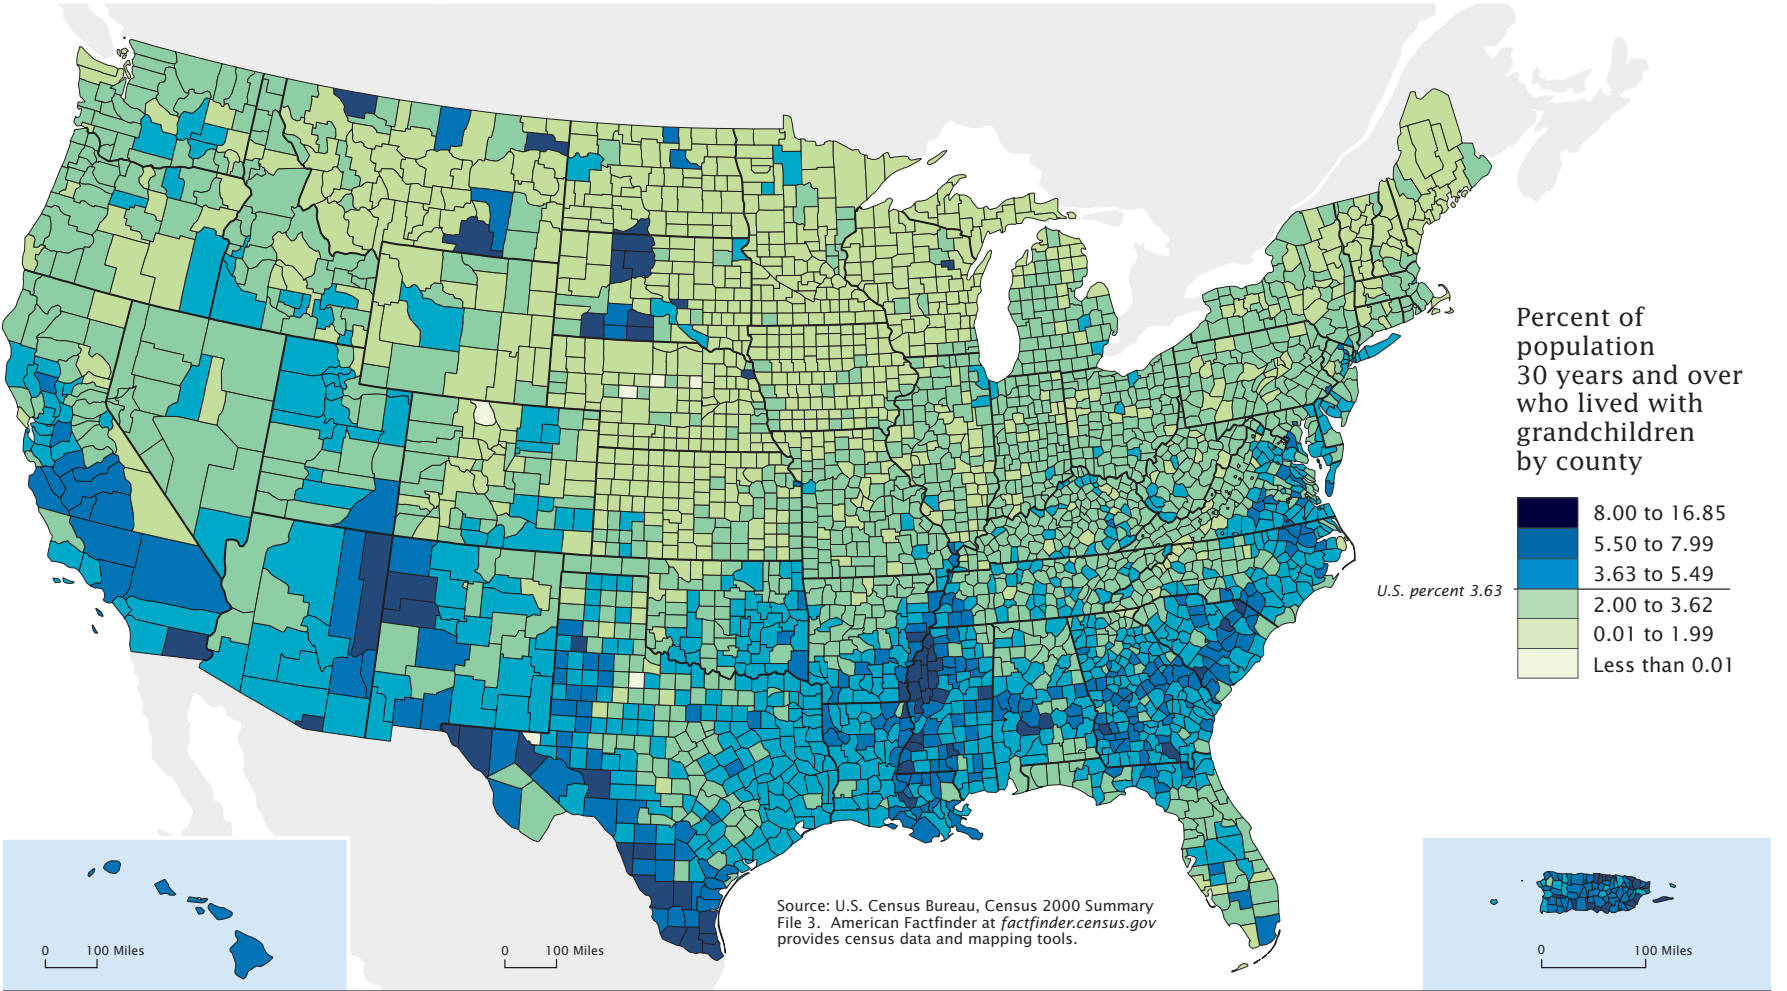 Percent of
population
30 years and over
who lived with
grandchildren
by county
8.00 to 16.85
5.50 to 7.99
3.63 to 5.49
U.S. percent 3.63
2.00 to 3.62
0.01 to 1.99
Less than 0.01
Source: U.S. Census Bureau, Census 2000 Summary
File 3.  American Factfinder at factfinder.census.gov
provides census data and mapping tools.
0 100 Miles
0 100 Miles
0 100 Miles